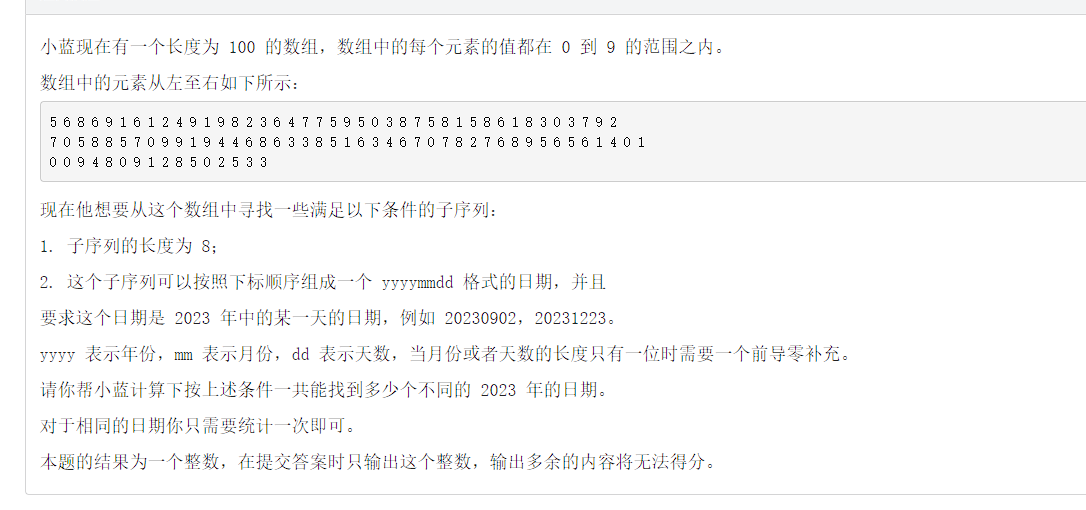 小蓝现在有一个长度为 100 的数组，数组中的每个元素的值都在 0 到 9 的范围之内。
数组中的元素从左至右如下所示：
5 6 8 6 9 1 6 1 2 4 9 1 9 8 2 3 6 4 7 7 5 9 5 0 3 8 7 5 8 1 5 8 6 1 8 3 0 3 7 9 2
7 0 5 8 8 5 7 0 9 9 1 9 4 4 6 8 6 3 3 8 5 1 6 3 4 6 7 0 7 8 2 7 6 8 9 5 6 5 6 1 4 0 1
0 0 9 4 8 0 9 1 2 8 5 0 2 5 3 3
现在他想要从这个数组中寻找一些满足以下条件的子序列：
1. 子序列的长度为 8；
2. 这个子序列可以按照下标顺序组成一个 yyyymmdd 格式的日期，并且
要求这个日期是 2023 年中的某一天的日期，例如 20230902，20231223。
yyyy 表示年份，mm 表示月份，dd 表示天数，当月份或者天数的长度只有一位时需要一个前导零补充。
请你帮小蓝计算下按上述条件一共能找到多少个不同的 2023 年的日期。
对于相同的日期你只需要统计一次即可。
本题的结果为一个整数，在提交答案时只输出这个整数，输出多余的内容将无法得分。